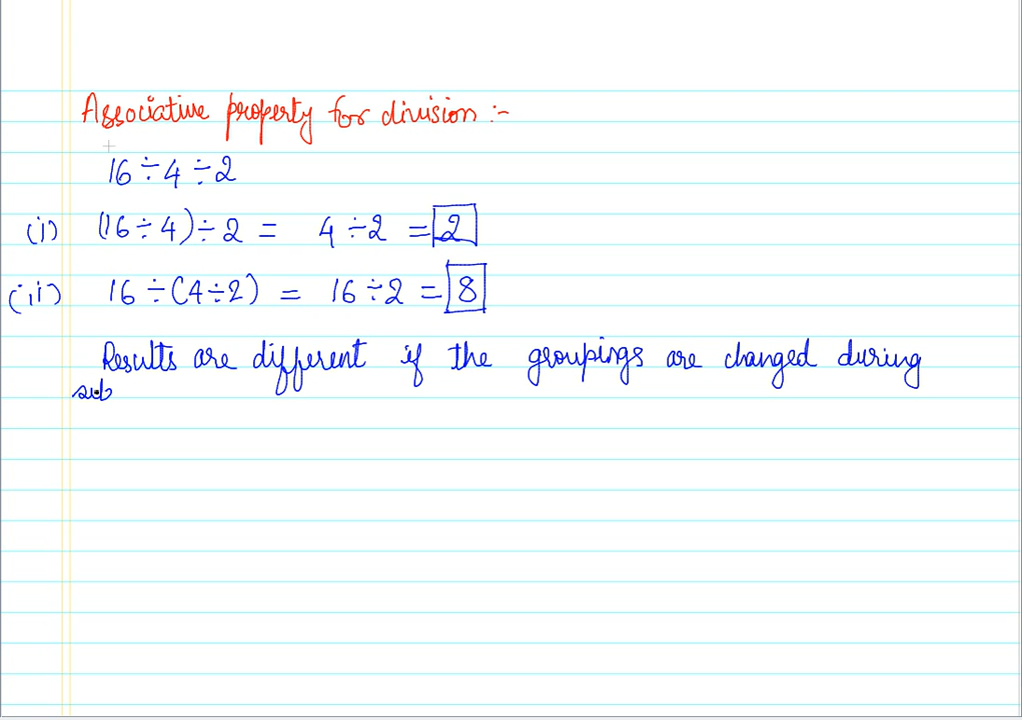 Associative property for division :-
16 ÷ 4 ÷ 2
(i) (16 ÷ 4) ÷ 2 = 4 ÷ 2 = 2
(ii) 16 ÷ (4 ÷ 2) = 16 ÷ 2 = 8
Results are different if the groupings are changed during
sub